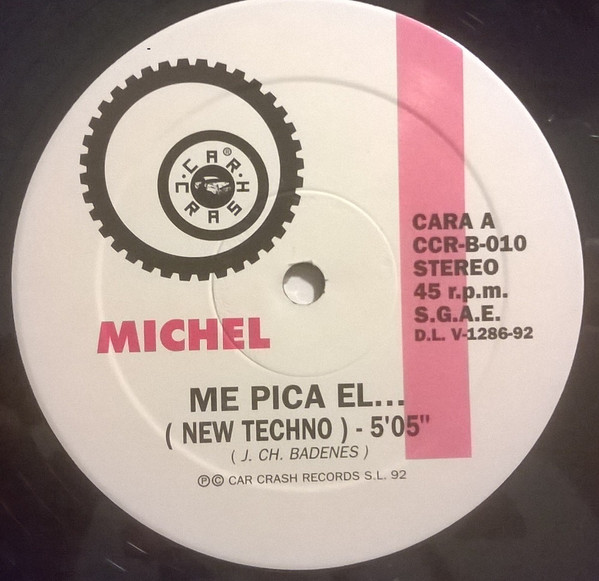 CAR CRASH ®
CARA A
CCR-B-010
STEREO
45 r.p.m.
S.G.A.E.
D.L. V-1286-92
MICHEL
ME PICA EL...
( NEW TECHNO ) - 5'05"
( J. CH. BADENES )
℗© CAR CRASH RECORDS S.L. 92